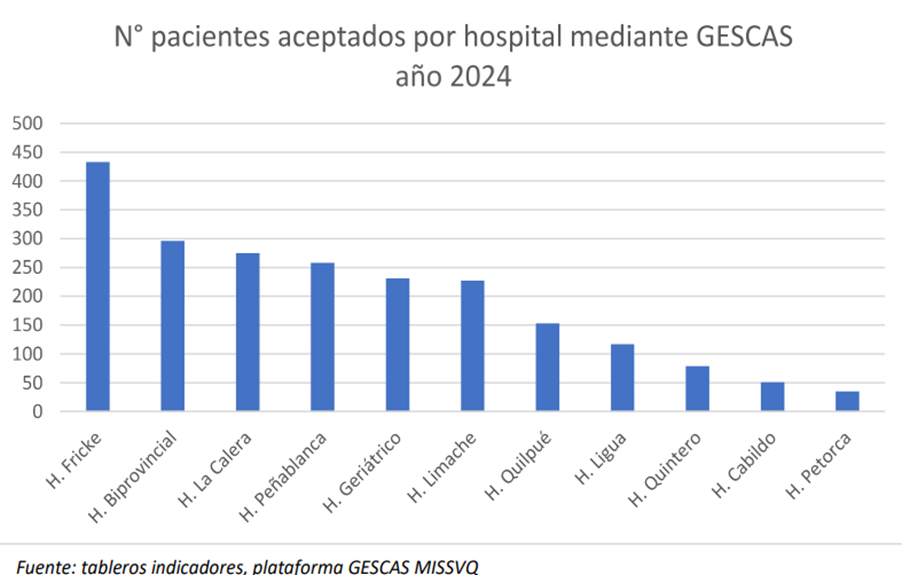 N° pacientes aceptados por hospital mediante GESCAS
año 2024
500
450
400
350
300
250
200
150
100
50
0
H. Fricke
H. Biprovincial
H. La Calera
H. Peñablanca
H. Geriátrico
H. Limache
H. Quilpué
H. Ligua
H. Quintero
H. Cabildo
H. Petorca
Fuente: tableros indicadores, plataforma GESCAS MISSVQ